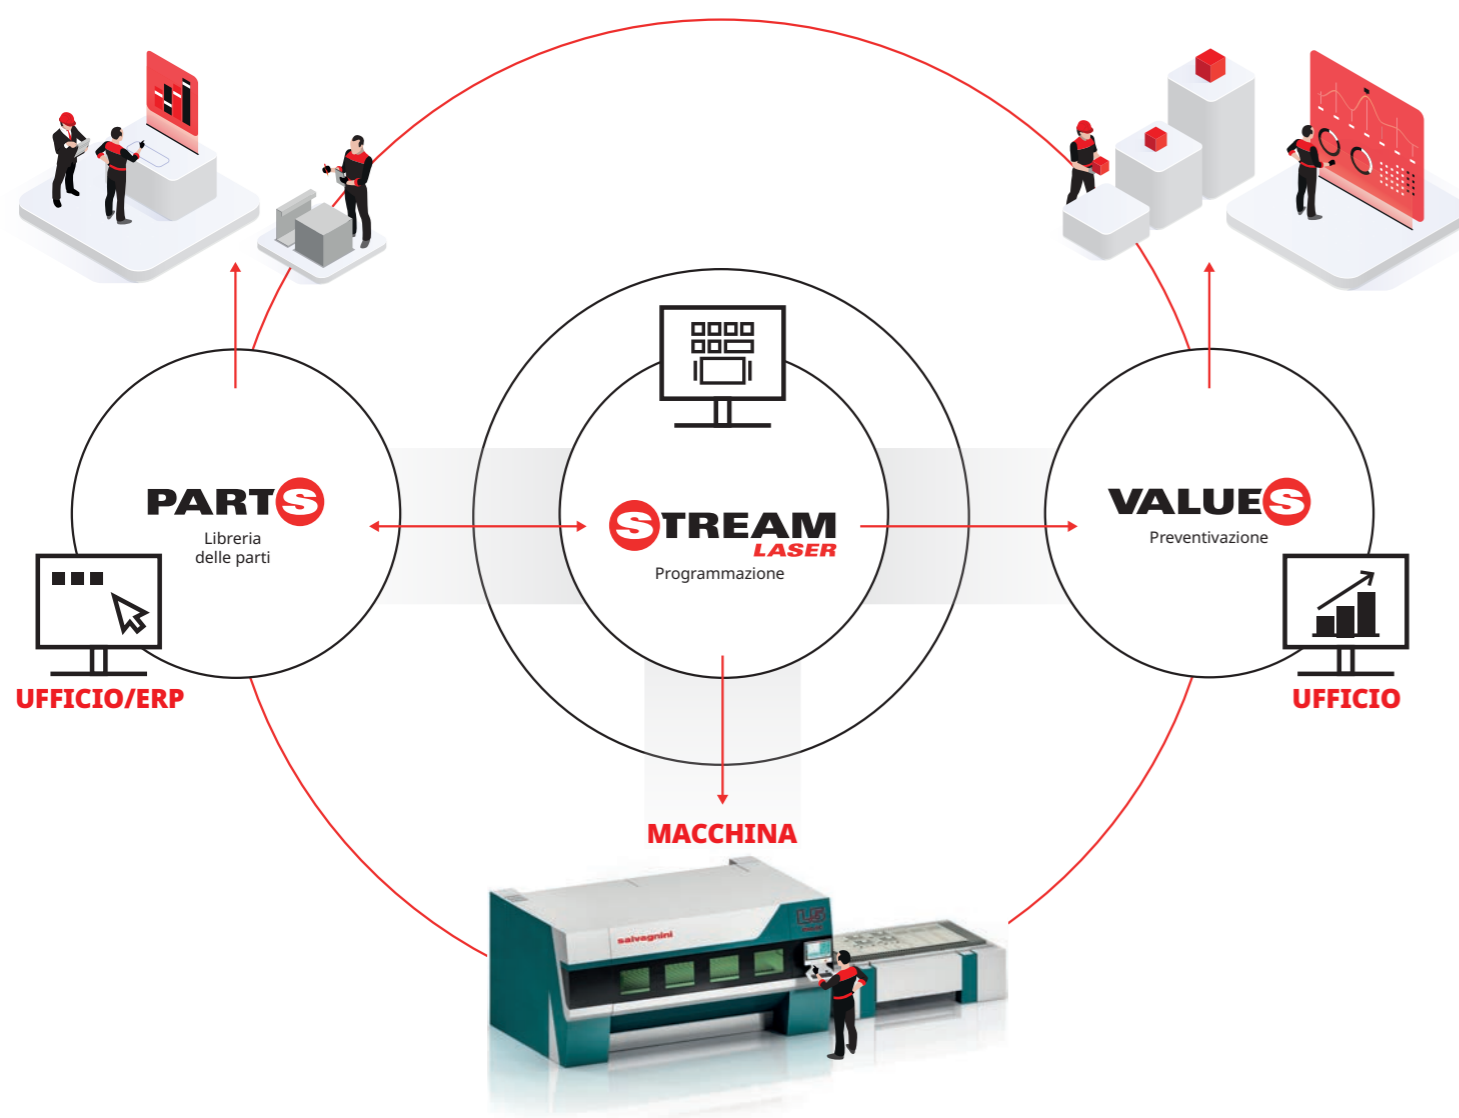 PARTS
Libreria
delle parti
UFFICIO/ERP
STREAM
LASER
Programmazione
VALUES
Preventivazione
UFFICIO
MACCHINA
salvagnini